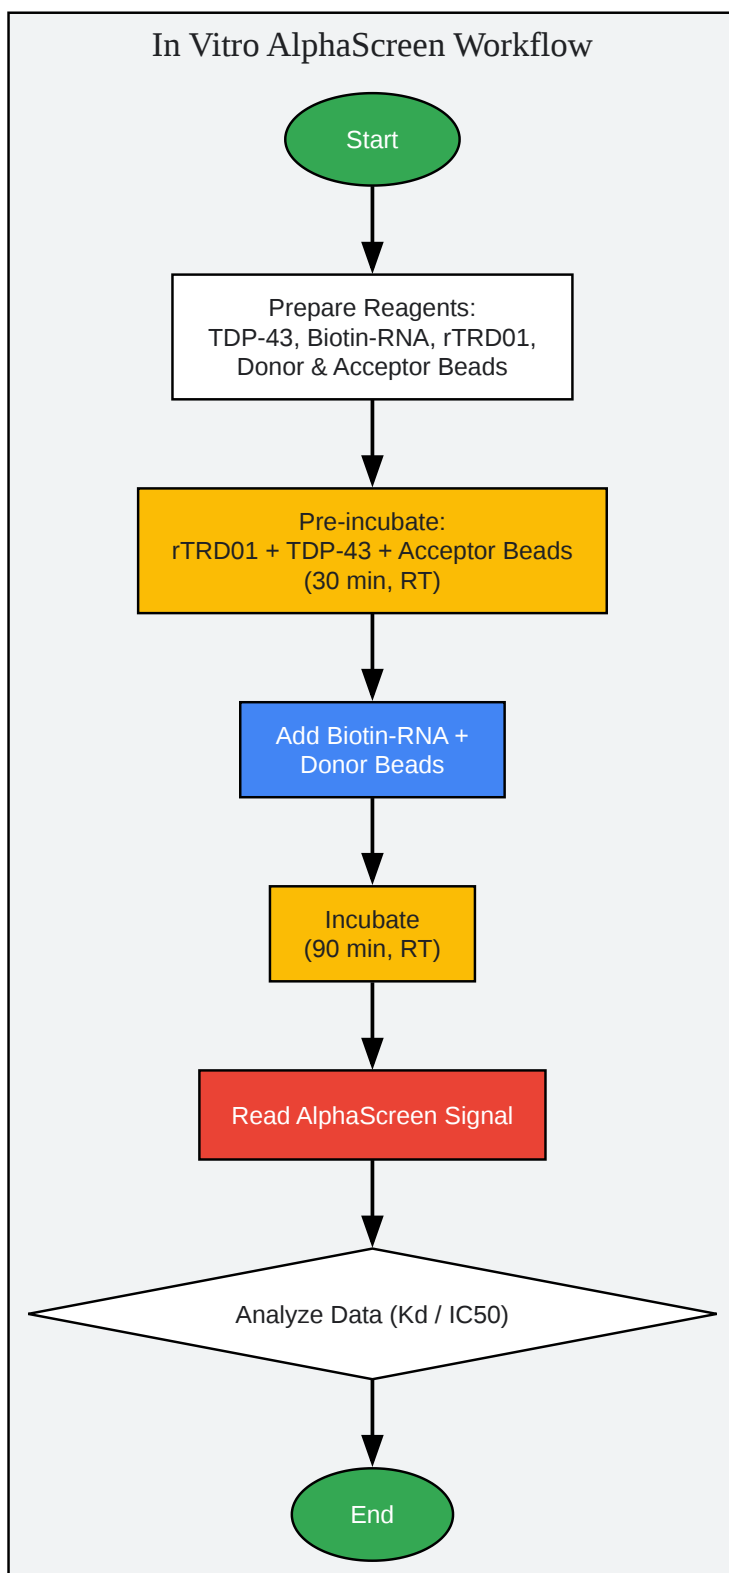 In Vitro AlphaScreen Workflow
Start
Prepare Reagents:
TDP-43, Biotin-RNA, rTRD01,
Donor & Acceptor Beads
Pre-incubate:
rTRD01 + TDP-43 + Acceptor Beads
(30 min, RT)
Add Biotin-RNA +
Donor Beads
Incubate
(90 min, RT)
Read AlphaScreen Signal
Analyze Data (Kd / IC50)
End